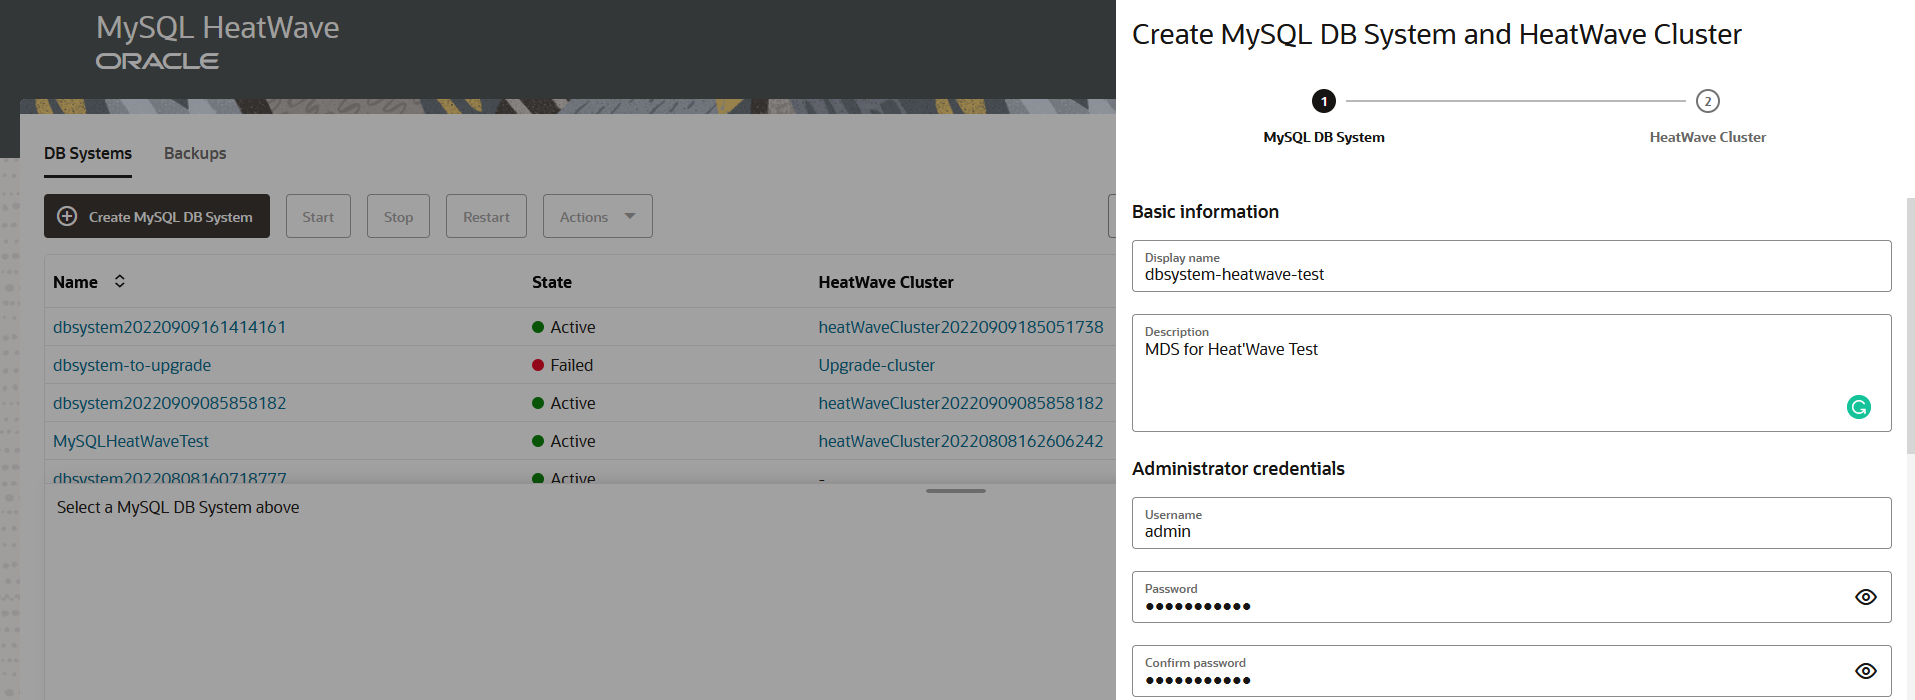 MySQL HeatWave
ORACLE
DB Systems Backups
Create MySQL DB System Start Stop Restart Actions
Name State HeatWave Cluster
dbsystem20220909161414161 Active heatWaveCluster20220909185051738
dbsystem-to-upgrade Failed Upgrade-cluster
dbsystem20220909085858182 Active heatWaveCluster20220909085858182
MySQLHeatWaveTest Active heatWaveCluster20220808162606242
dbsystem20220808160718777 Active -
Select a MySQL DB System above
Create MySQL DB System and HeatWave Cluster
1 2
MySQL DB System HeatWave Cluster
Basic information
Display name
dbsystem-heatwave-test
Description
MDS for Heat'Wave Test
Administrator credentials
Username
admin
Password
●●●●●●●●●●●
Confirm password
●●●●●●●●●●●